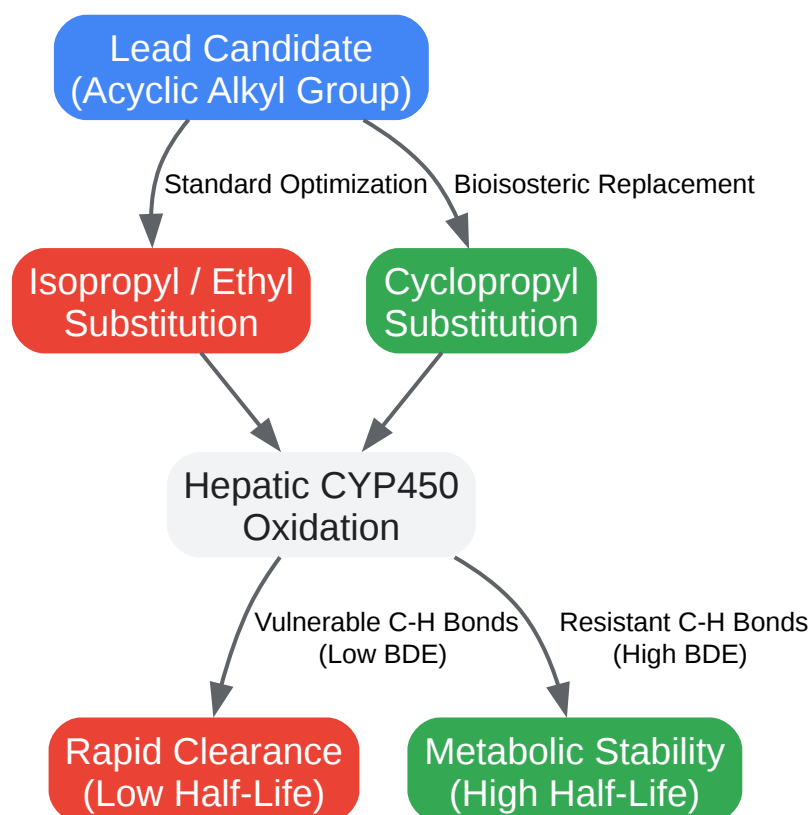 Lead Candidate
(Acyclic Alkyl Group)
Standard Optimization
Bioisosteric Replacement
Isopropyl / Ethyl
Substitution
Cyclopropyl
Substitution
Hepatic CYP450
Oxidation
Vulnerable C-H Bonds
(Low BDE)
Resistant C-H Bonds
(High BDE)
Rapid Clearance
(Low Half-Life)
Metabolic Stability
(High Half-Life)